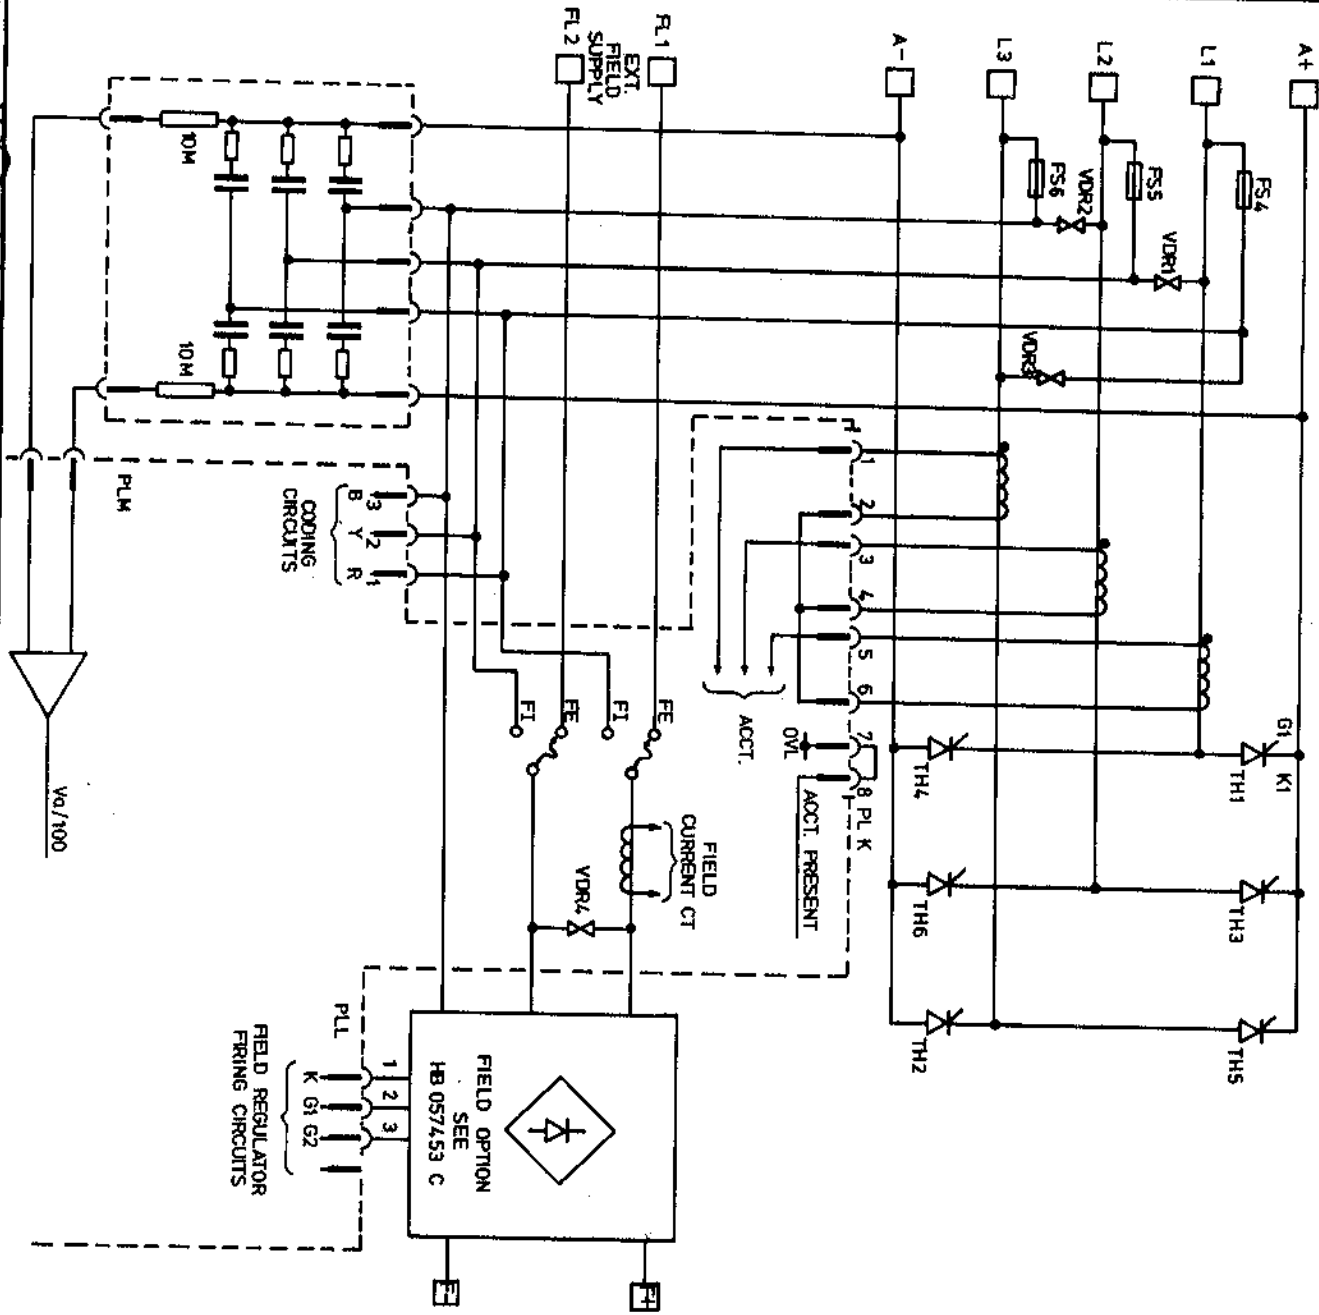 A+
L1
L2
L3
A-
FL1
EXT.
FIELD
SUPPLY
FL2
FS4
FS5
FS6
VDR2
VDR1
VDR3
10M
10M
PLM
B Y R
3 2 1
CODING
CIRCUITS
1
2
3
4
5
6
7
8
PL K
ACCT.
OVL
ACCT. PRESENT
FI
FE
FI
FE
FIELD
CURRENT CT
VDR4
G1
K1
TH1
TH4
TH3
TH6
TH5
TH2
Va/100
FIELD OPTION
SEE
HB 057453 C
PLL
1 2 3
K G1 G2
FIELD REGULATOR
FIRING CIRCUITS
F-
F+